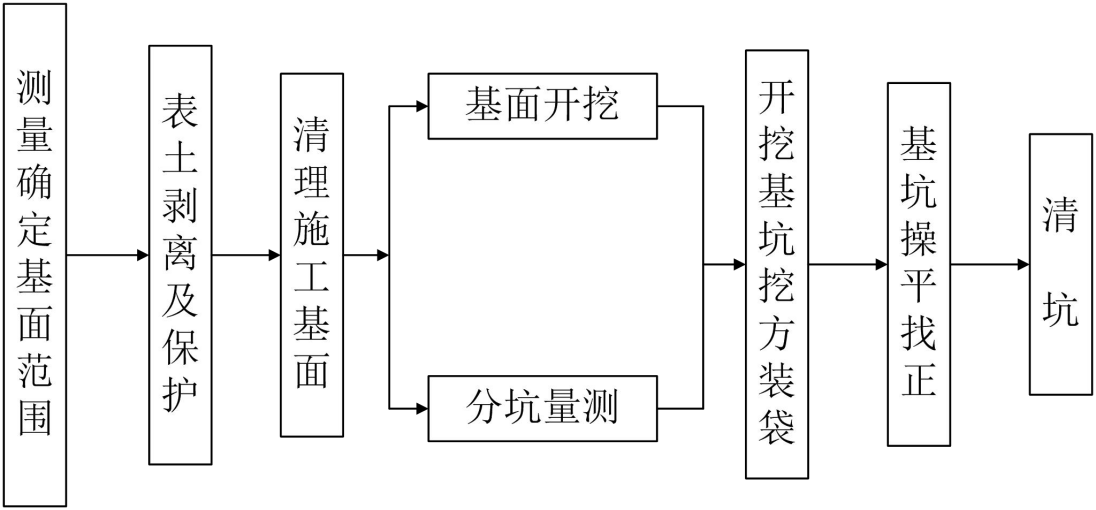 测量确定基面范围
表土剥离及保护
清理施工基面
基面开挖
分坑量测
开挖基坑挖方装袋
基坑操平找正
清坑